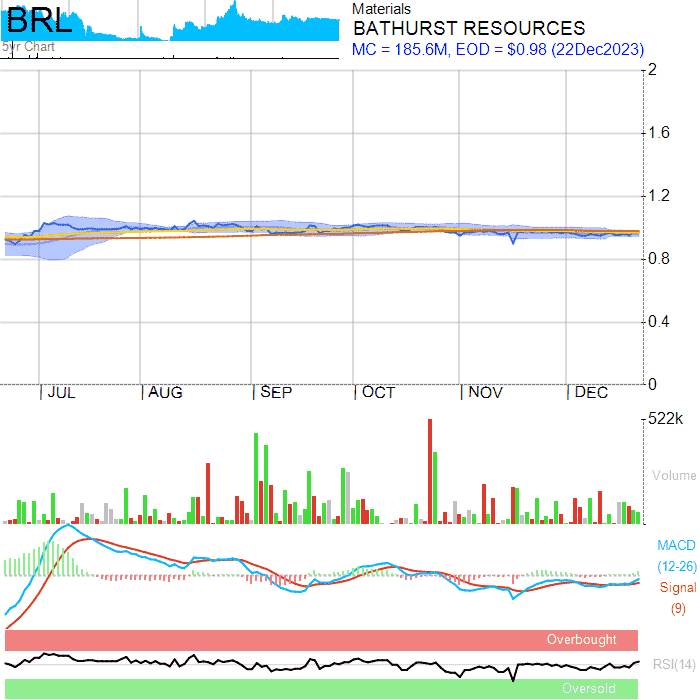 BRL
5yr Chart
Materials
BATHURST RESOURCES
MC = 185.6M, EOD = $0.98 (22Dec2023)
2
1.6
1.2
0.8
0.4
0
JUL AUG SEP OCT NOV DEC
522k
Volume
MACD
(12-26)
Signal
(9)
Overbought
RSI(14)
Oversold